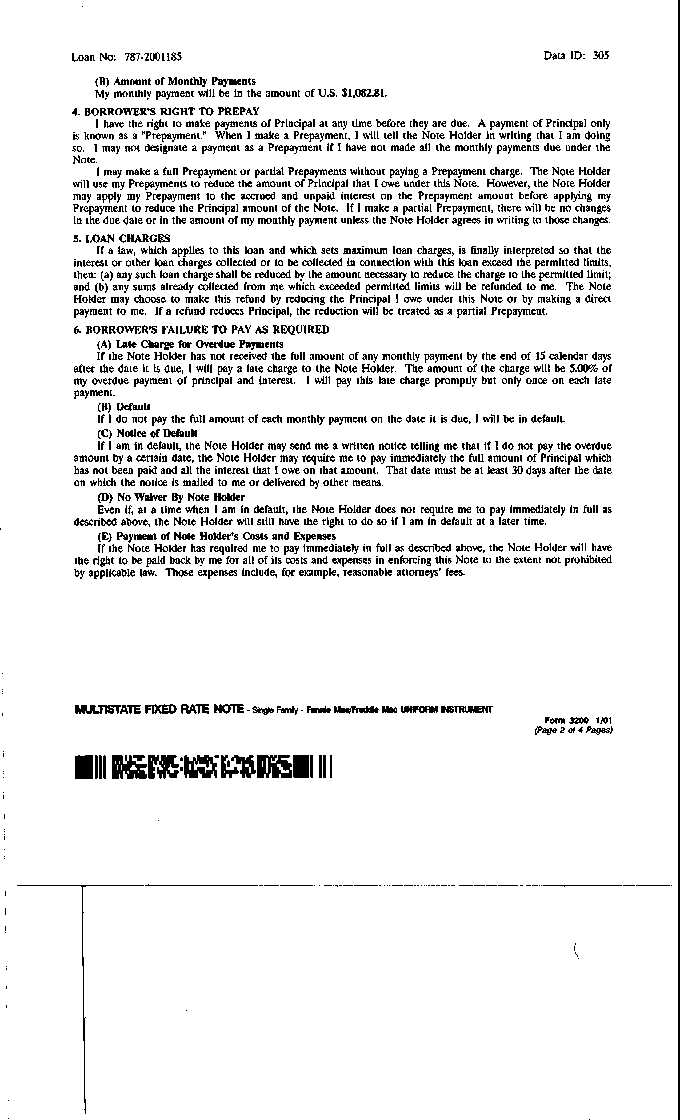 Loan No: 787-2001185 Data ID: 305
(B) Amount of Monthly Payments
My monthly payment will be in the amount of U.S. $1,082.81.
4. BORROWER'S RIGHT TO PREPAY
I have the right to make payments of Principal at any time before they are due. A payment of Principal only
is known as a "Prepayment." When I make a Prepayment, I will tell the Note Holder in writing that I am doing
so. I may not designate a payment as a Prepayment if I have not made all the monthly payments due under the
Note.
I may make a full Prepayment or partial Prepayments without paying a Prepayment charge. The Note Holder
will use my Prepayments to reduce the amount of Principal that I owe under this Note. However, the Note Holder
may apply my Prepayment to the accrued and unpaid interest on the Prepayment amount before applying my
Prepayment to reduce the Principal amount of the Note. If I make a partial Prepayment, there will be no changes
in the due date or in the amount of my monthly payment unless the Note Holder agrees in writing to those changes.
5. LOAN CHARGES
If a law, which applies to this loan and which sets maximum loan charges, is finally interpreted so that the
interest or other loan charges collected or to be collected in connection with this loan exceed the permitted limits,
then: (a) any such loan charge shall be reduced by the amount necessary to reduce the charge to the permitted limit;
and (b) any sums already collected from me which exceeded permitted limits will be refunded to me. The Note
Holder may choose to make this refund by reducing the Principal I owe under this Note or by making a direct
payment to me. If a refund reduces Principal, the reduction will be treated as a partial Prepayment.
6. BORROWER'S FAILURE TO PAY AS REQUIRED
(A) Late Charge for Overdue Payments
If the Note Holder has not received the full amount of any monthly payment by the end of 15 calendar days
after the date it is due, I will pay a late charge to the Note Holder. The amount of the charge will be 5.00% of
my overdue payment of principal and interest. I will pay this late charge promptly but only once on each late
payment.
(B) Default
If I do not pay the full amount of each monthly payment on the date it is due, I will be in default.
(C) Notice of Default
If I am in default, the Note Holder may send me a written notice telling me that if I do not pay the overdue
amount by a certain date, the Note Holder may require me to pay immediately the full amount of Principal which
has not been paid and all the interest that I owe on that amount. That date must be at least 30 days after the date
on which the notice is mailed to me or delivered by other means.
(D) No Waiver By Note Holder
Even if, at a time when I am in default, the Note Holder does not require me to pay immediately in full as
described above, the Note Holder will still have the right to do so if I am in default at a later time.
(E) Payment of Note Holder's Costs and Expenses
If the Note Holder has required me to pay immediately in full as described above, the Note Holder will have
the right to be paid back by me for all of its costs and expenses in enforcing this Note to the extent not prohibited
by applicable law. Those expenses include, for example, reasonable attorneys' fees.
MULTISTATE FIXED RATE NOTE - Single Family - Fannie Mae/Freddie Mac UNIFORM INSTRUMENT
Form 3200 1/01
(Page 2 of 4 Pages)